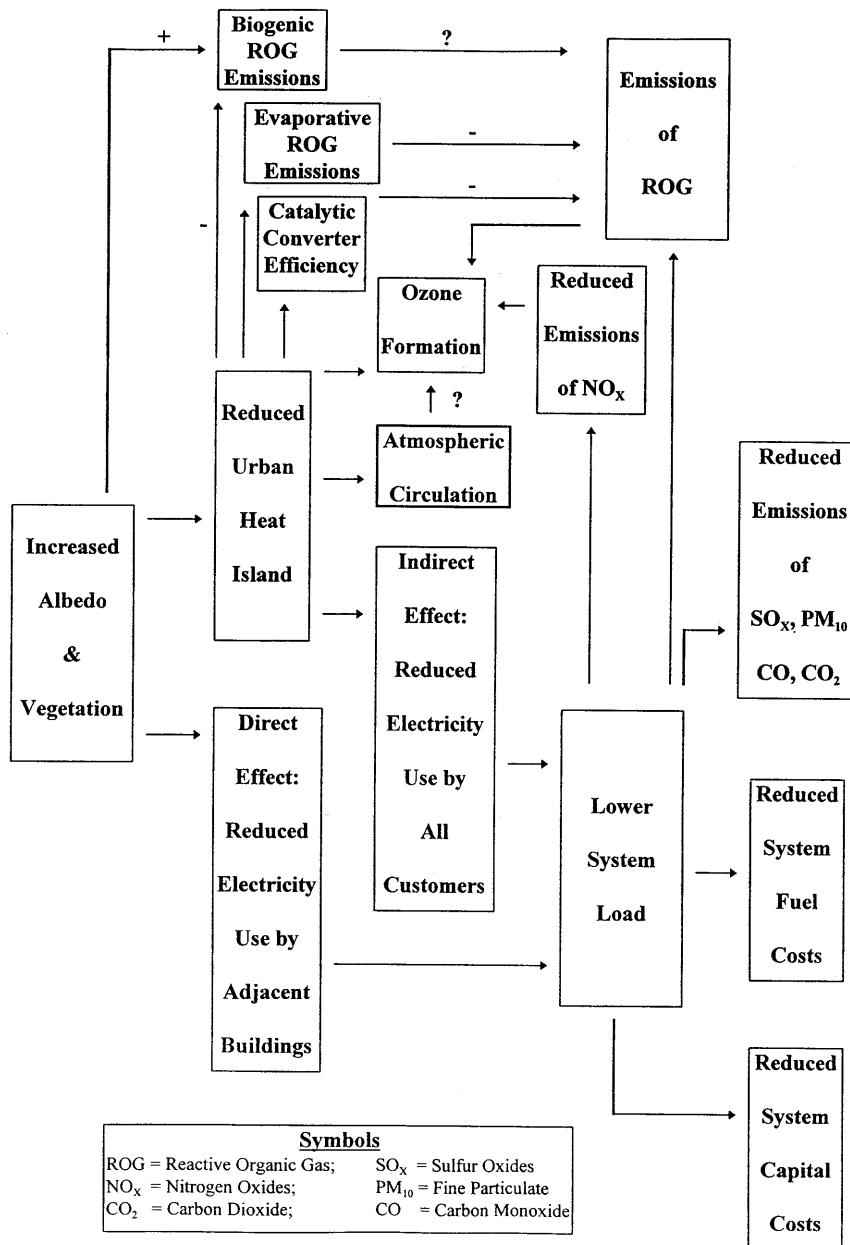 +
Biogenic
ROG
Emissions
?
Emissions
of
ROG
Evaporative
ROG
Emissions
-
-
Catalytic
Converter
Efficiency
-
Ozone
Formation
Reduced
Emissions
of NOX
?
Reduced
Urban
Heat
Island
Atmospheric
Circulation
Reduced
Emissions
of
SOX, PM10
CO, CO2
Increased
Albedo
&
Vegetation
Indirect
Effect:
Reduced
Electricity
Use by
All
Customers
Direct
Effect:
Reduced
Electricity
Use by
Adjacent
Buildings
Lower
System
Load
Reduced
System
Fuel
Costs
Reduced
System
Capital
Costs
Symbols
ROG = Reactive Organic Gas; SOX = Sulfur Oxides
NOX = Nitrogen Oxides; PM10 = Fine Particulate
CO2 = Carbon Dioxide; CO = Carbon Monoxide